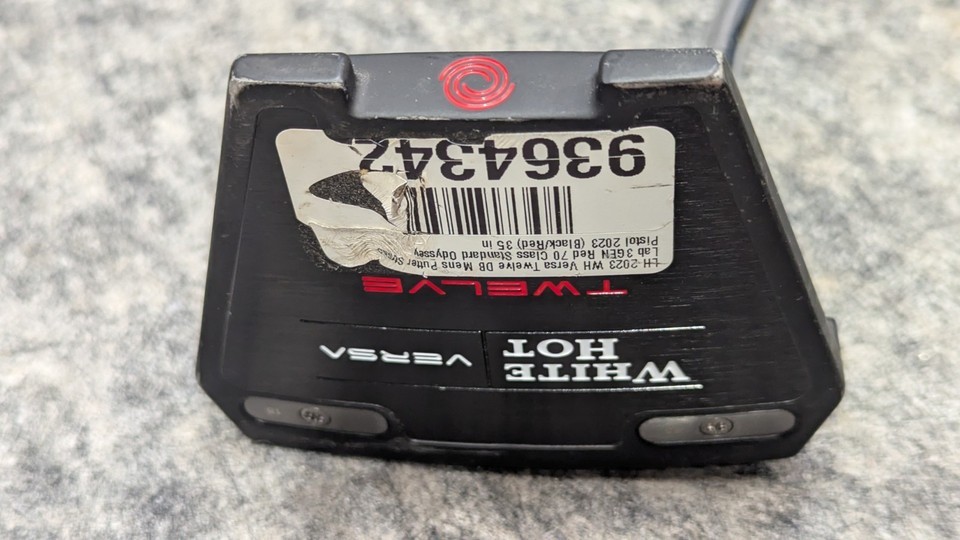 WHITE
HOT
VERSA
TWELVE
LH-2023 WH Versa Twelve DB Mens Putter
Lab 3GEN Red 70 Class Standard Odyssey
Pistol 2023 (Black/Red) 35 in
9364342